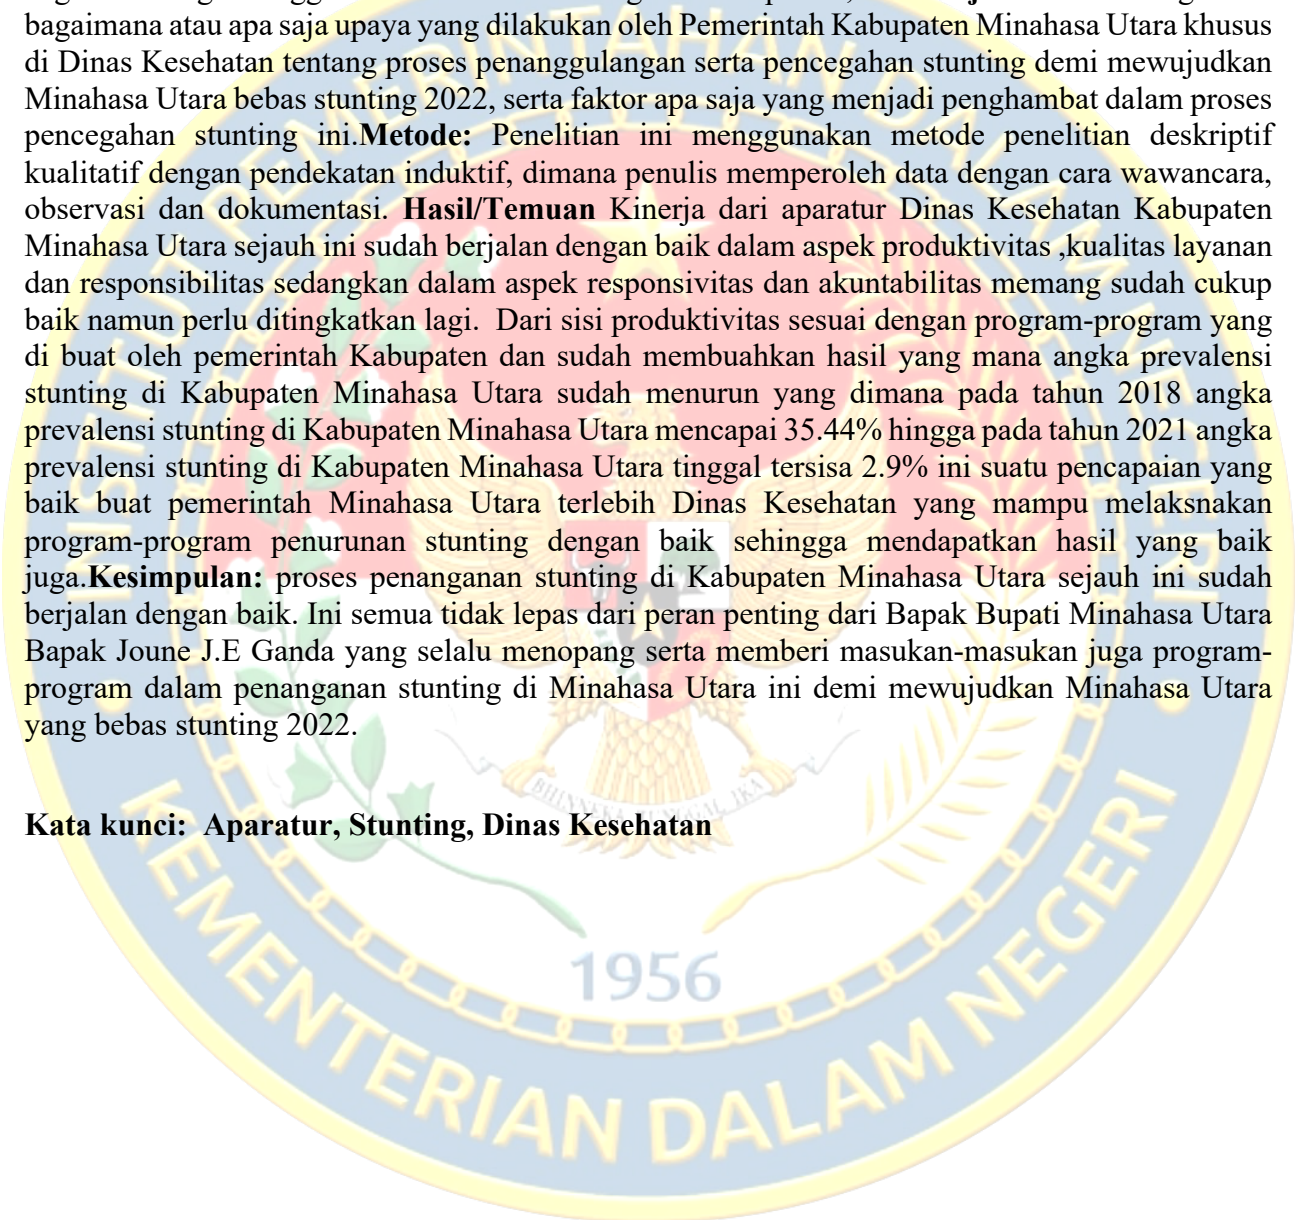 bagaimana atau apa saja upaya yang dilakukan oleh Pemerintah Kabupaten Minahasa Utara khusus
di Dinas Kesehatan tentang proses penanggulangan serta pencegahan stunting demi mewujudkan
Minahasa Utara bebas stunting 2022, serta faktor apa saja yang menjadi penghambat dalam proses
pencegahan stunting ini.Metode: Penelitian ini menggunakan metode penelitian deskriptif
kualitatif dengan pendekatan induktif, dimana penulis memperoleh data dengan cara wawancara,
observasi dan dokumentasi. Hasil/Temuan Kinerja dari aparatur Dinas Kesehatan Kabupaten
Minahasa Utara sejauh ini sudah berjalan dengan baik dalam aspek produktivitas ,kualitas layanan
dan responsibilitas sedangkan dalam aspek responsivitas dan akuntabilitas memang sudah cukup
baik namun perlu ditingkatkan lagi. Dari sisi produktivitas sesuai dengan program-program yang
di buat oleh pemerintah Kabupaten dan sudah membuahkan hasil yang mana angka prevalensi
stunting di Kabupaten Minahasa Utara sudah menurun yang dimana pada tahun 2018 angka
prevalensi stunting di Kabupaten Minahasa Utara mencapai 35.44% hingga pada tahun 2021 angka
prevalensi stunting di Kabupaten Minahasa Utara tinggal tersisa 2.9% ini suatu pencapaian yang
baik buat pemerintah Minahasa Utara terlebih Dinas Kesehatan yang mampu melaksnakan
program-program penurunan stunting dengan baik sehingga mendapatkan hasil yang baik
juga.Kesimpulan: proses penanganan stunting di Kabupaten Minahasa Utara sejauh ini sudah
berjalan dengan baik. Ini semua tidak lepas dari peran penting dari Bapak Bupati Minahasa Utara
Bapak Joune J.E Ganda yang selalu menopang serta memberi masukan-masukan juga program-
program dalam penanganan stunting di Minahasa Utara ini demi mewujudkan Minahasa Utara
yang bebas stunting 2022.
Kata kunci: Aparatur, Stunting, Dinas Kesehatan
INSTITUT PEMERINTAHAN DALAM NEGERI
BHINNEKA TUNGGAL IKA
1956
KEMENTERIAN DALAM NEGERI